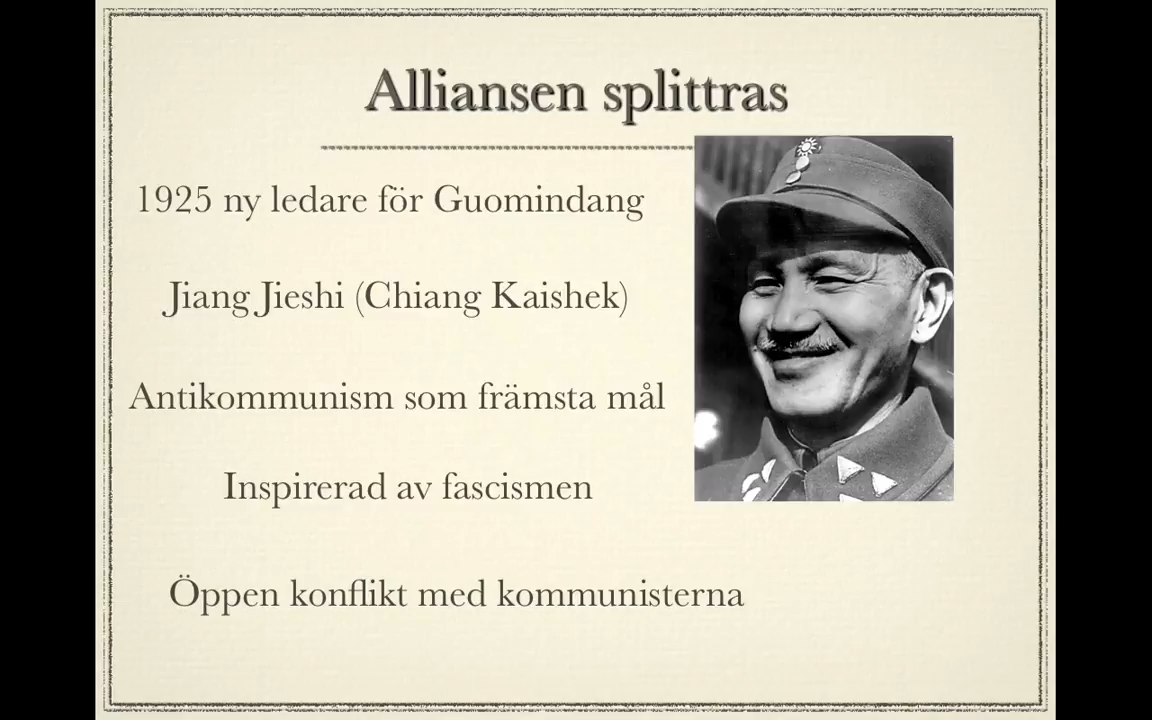 Alliansen splittras
1925 ny ledare för Guomindang
Jiang Jieshi (Chiang Kaishek)
Antikommunism som främsta mål
Inspirerad av fascismen
Öppen konflikt med kommunisterna